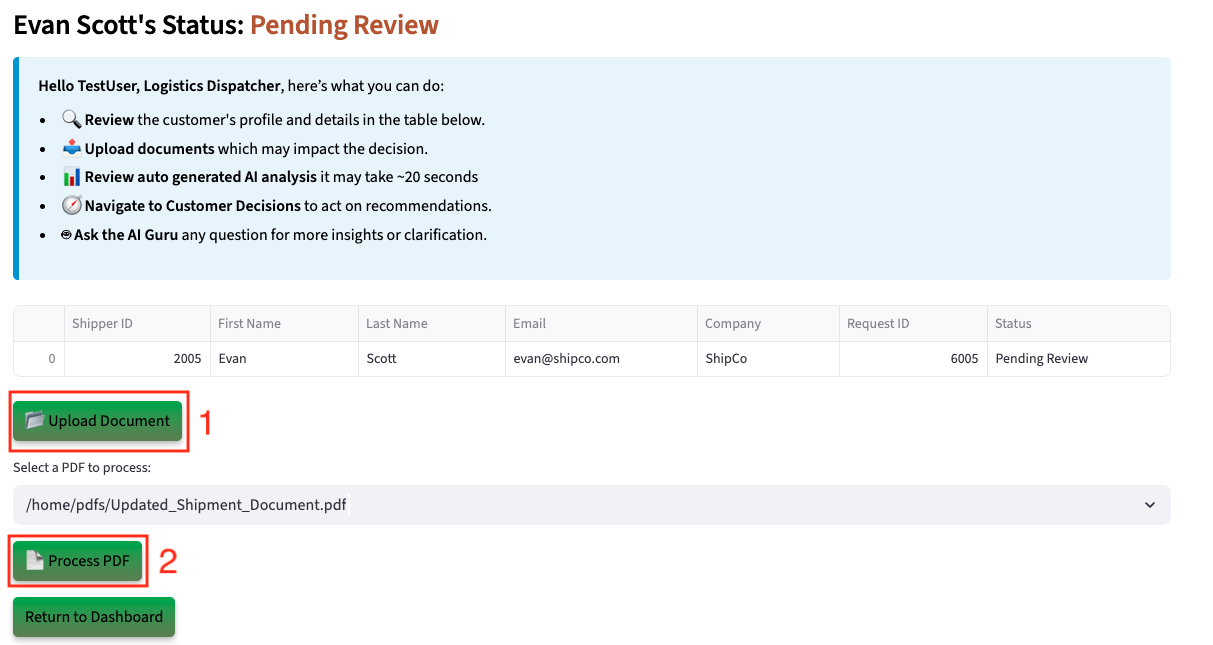 Evan Scott's Status: Pending Review
Hello TestUser, Logistics Dispatcher, here’s what you can do:
Review the customer's profile and details in the table below.
Upload documents which may impact the decision.
Review auto generated AI analysis it may take ~20 seconds
Navigate to Customer Decisions to act on recommendations.
Ask the AI Guru any question for more insights or clarification.
Shipper ID First Name Last Name Email Company Request ID Status
0 2005 Evan Scott evan@shipco.com ShipCo 6005 Pending Review
Upload Document 1
Select a PDF to process:
/home/pdfs/Updated_Shipment_Document.pdf
Process PDF 2
Return to Dashboard